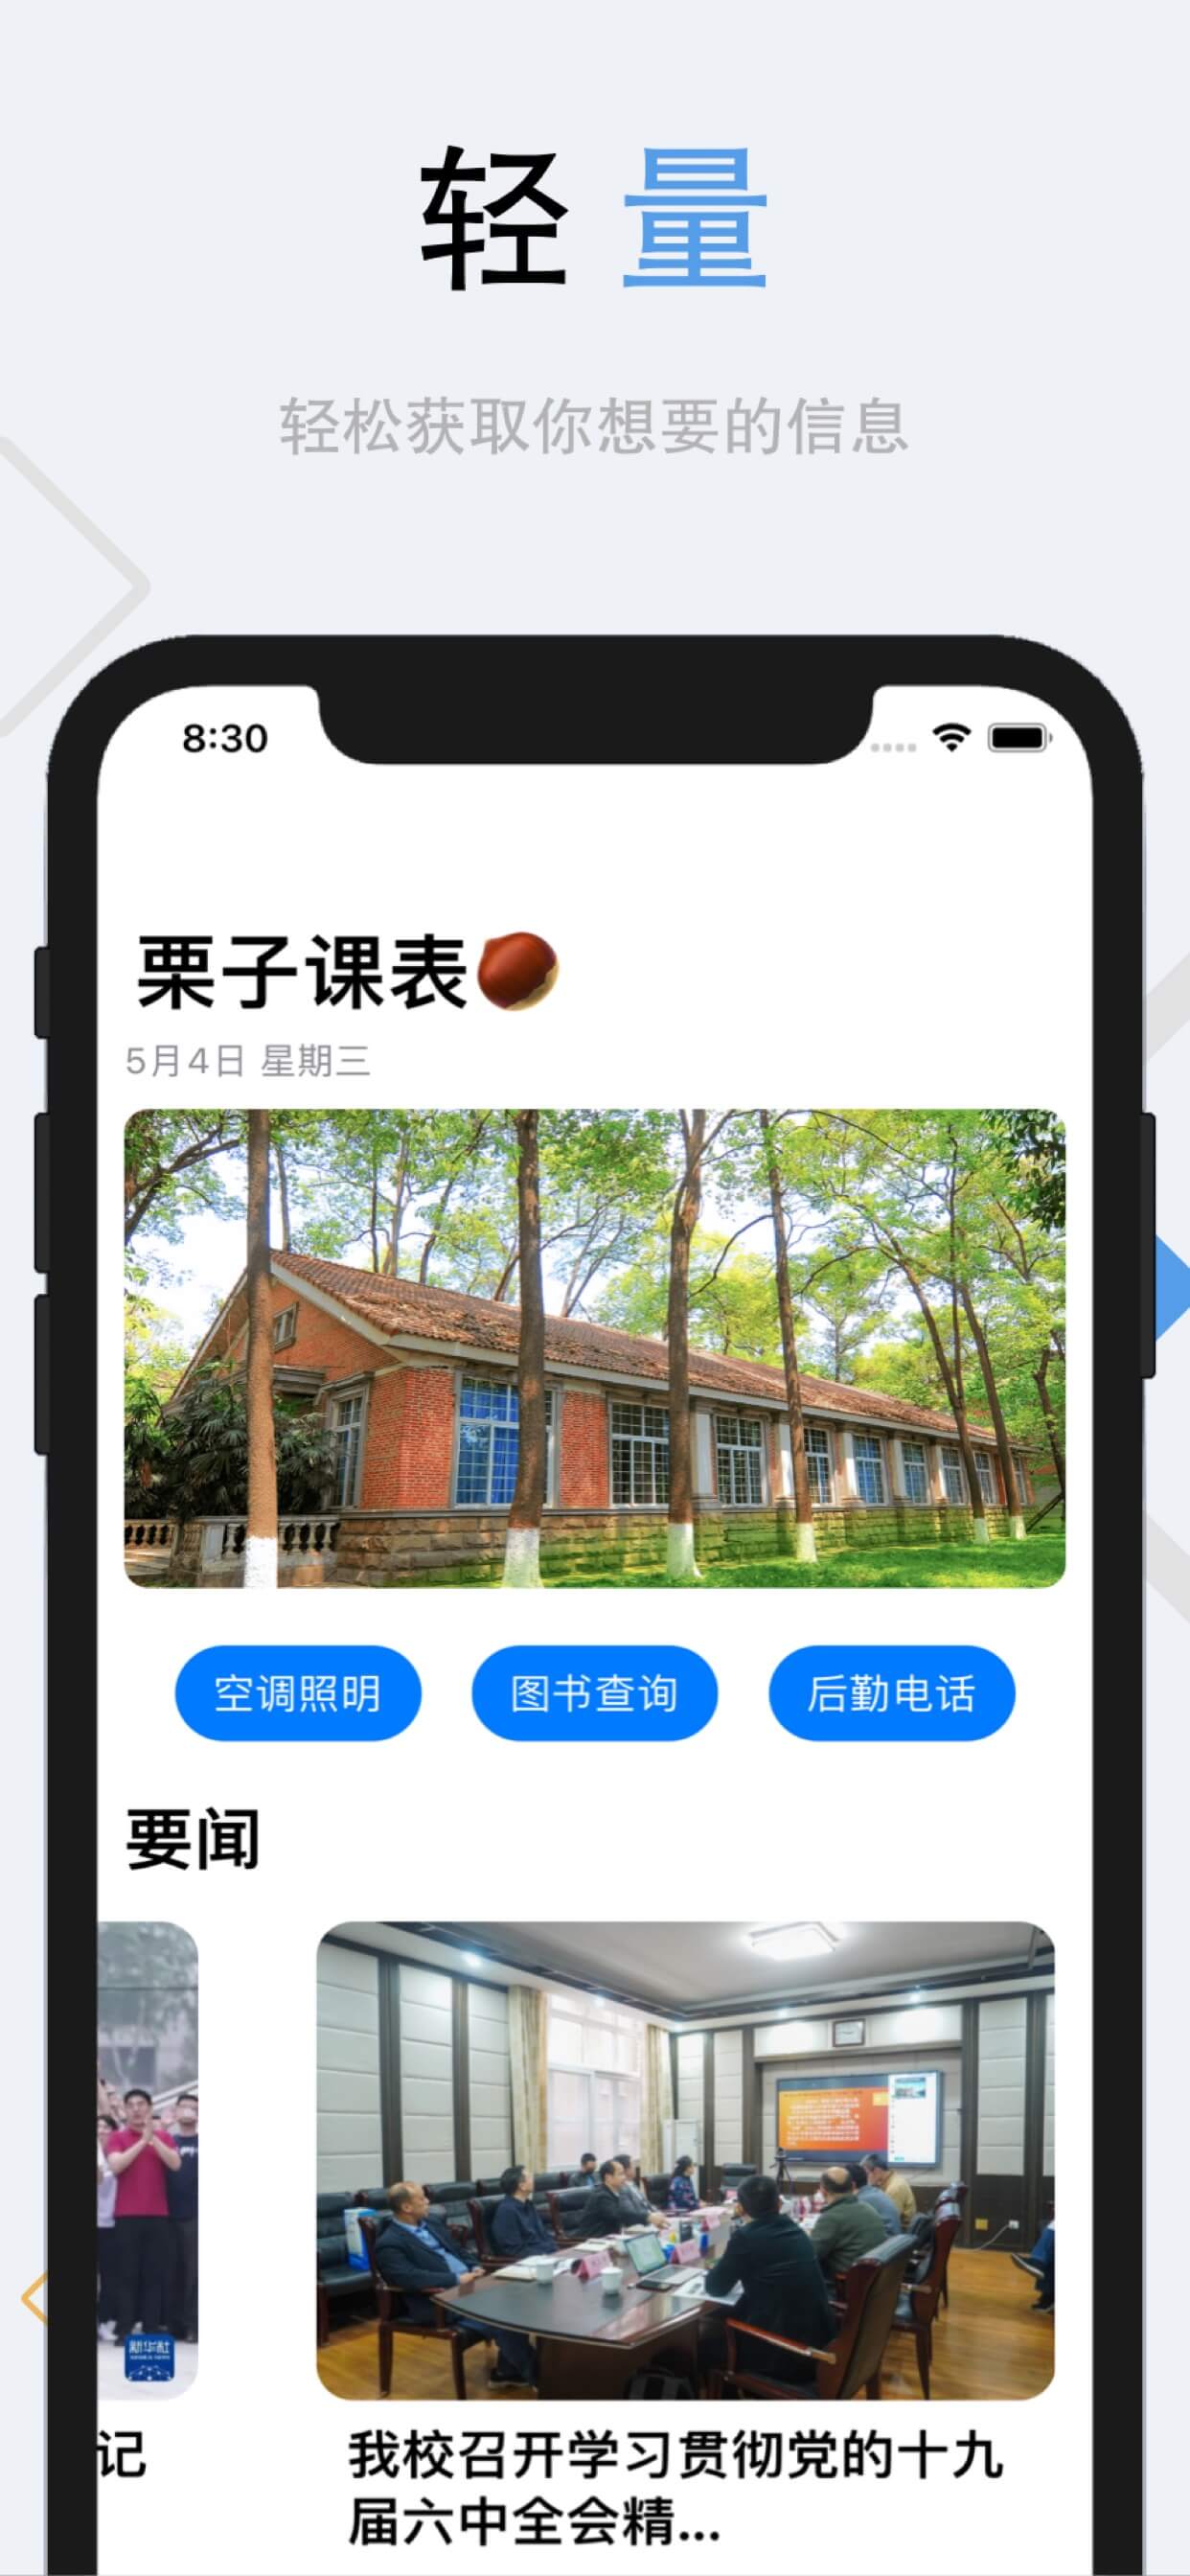 轻 量
轻松获取你想要的信息
8:30
栗子课表
5月4日 星期三
空调照明 图书查询 后勤电话
要闻
新华社
记
我校召开学习贯彻党的十九
届六中全会精...